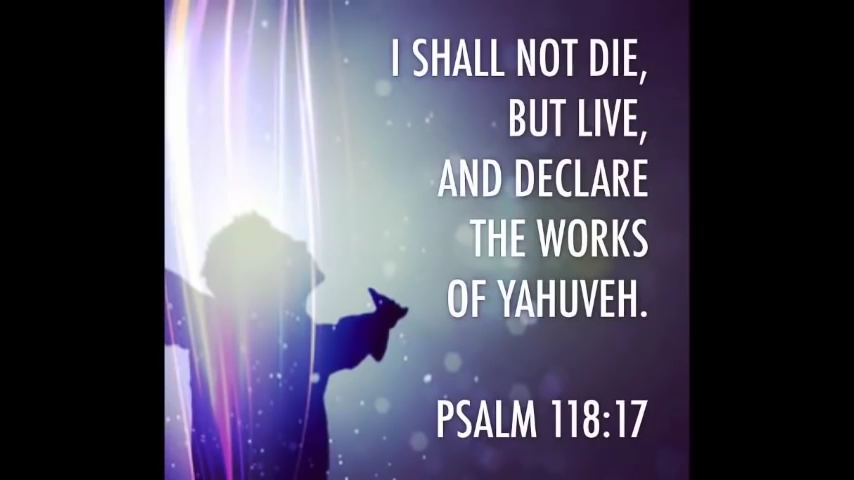 I SHALL NOT DIE,
BUT LIVE,
AND DECLARE
THE WORKS
OF YAHUVEH.
PSALM 118:17